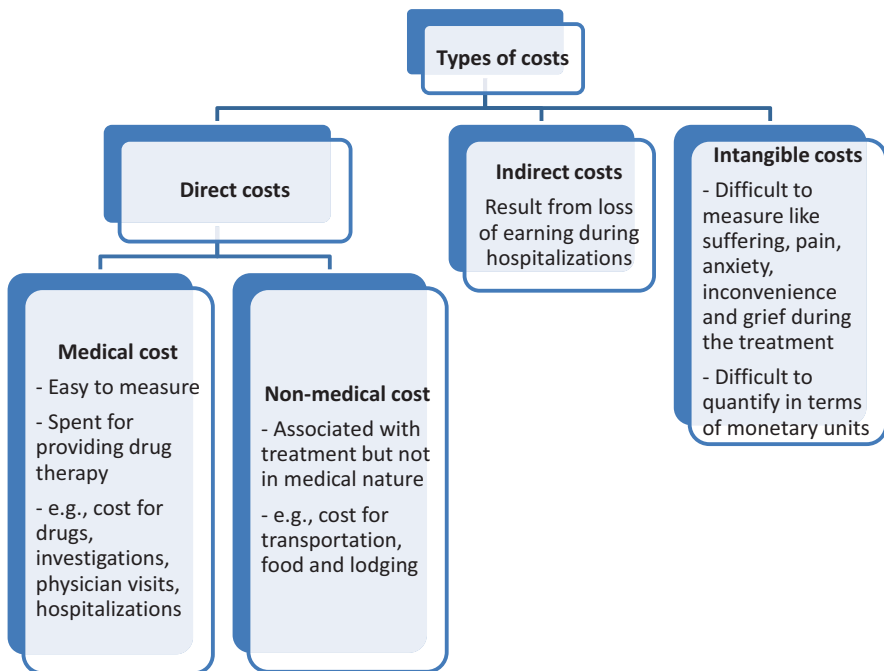 Types of costs
Direct costs
Medical cost
- Easy to measure
- Spent for
providing drug
therapy
- e.g., cost for
drugs,
investigations,
physician visits,
hospitalizations
Non-medical cost
- Associated with
treatment but not
in medical nature
- e.g., cost for
transportation,
food and lodging
Indirect costs
Result from loss
of earning during
hospitalizations
Intangible costs
- Difficult to
measure like
suffering, pain,
anxiety,
inconvenience
and grief during
the treatment
- Difficult to
quantify in terms
of monetary units